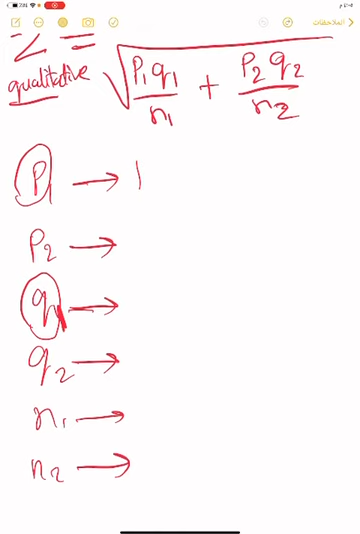 الملاحظات
Z =
qualitative √(P₁q₁/n₁ + P₂q₂/n₂)
P₁ → 1
P₂ →
q₁ →
q₂ →
n₁ →
n₂ →